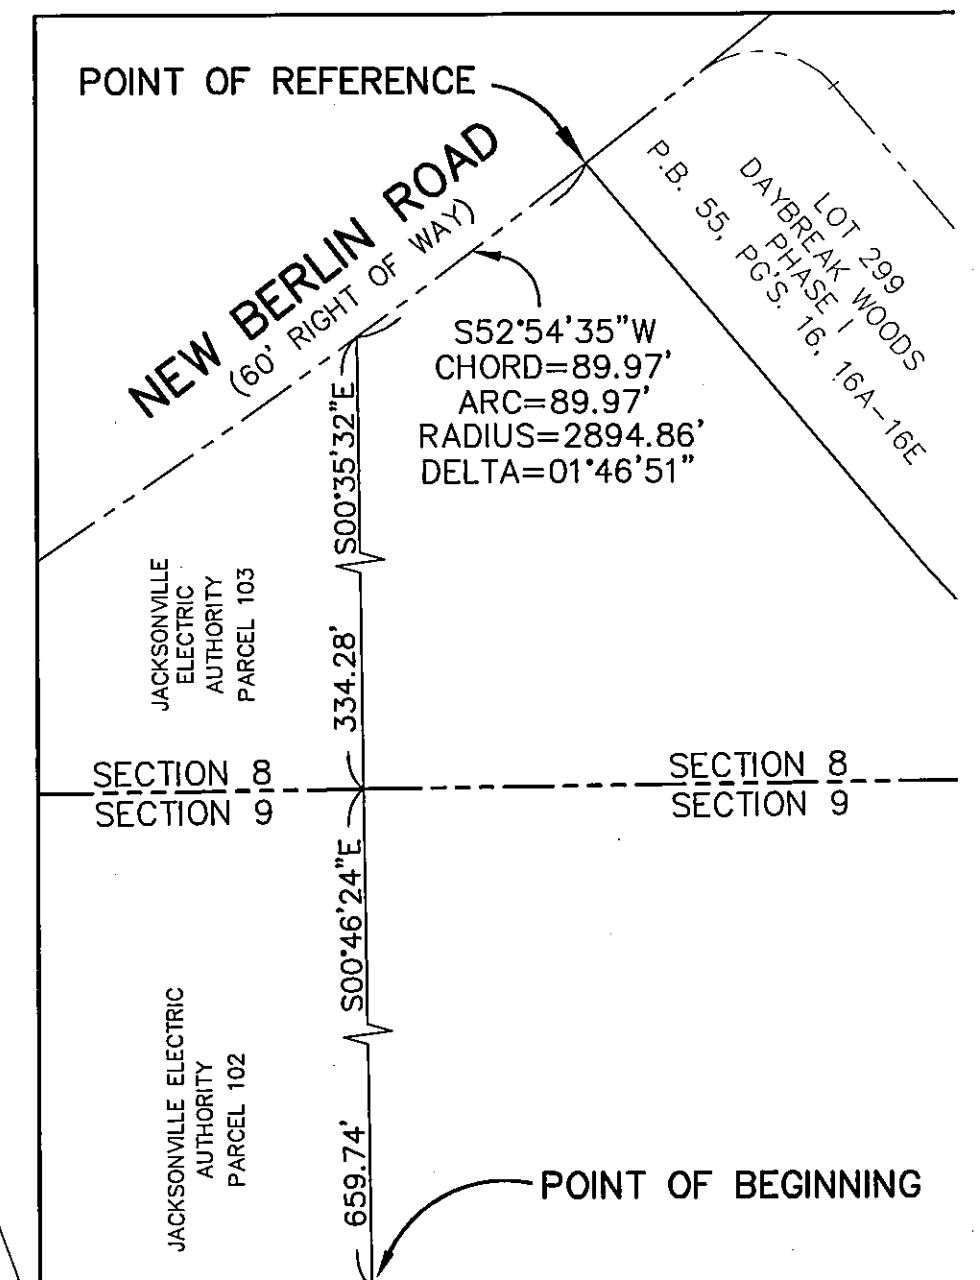 POINT OF REFERENCE
NEW BERLIN ROAD
(60' RIGHT OF WAY)
LOT 299
DAYBREAK WOODS
PHASE I
P.B. 55, PG'S. 16, 16A-16E
S52°54'35"W
CHORD=89.97'
ARC=89.97'
RADIUS=2894.86'
DELTA=01°46'51"
S00°35'32"E
334.28'
JACKSONVILLE
ELECTRIC
AUTHORITY
PARCEL 103
SECTION 8
SECTION 9
SECTION 8
SECTION 9
S00°46'24"E
659.74'
JACKSONVILLE ELECTRIC
AUTHORITY
PARCEL 102
POINT OF BEGINNING